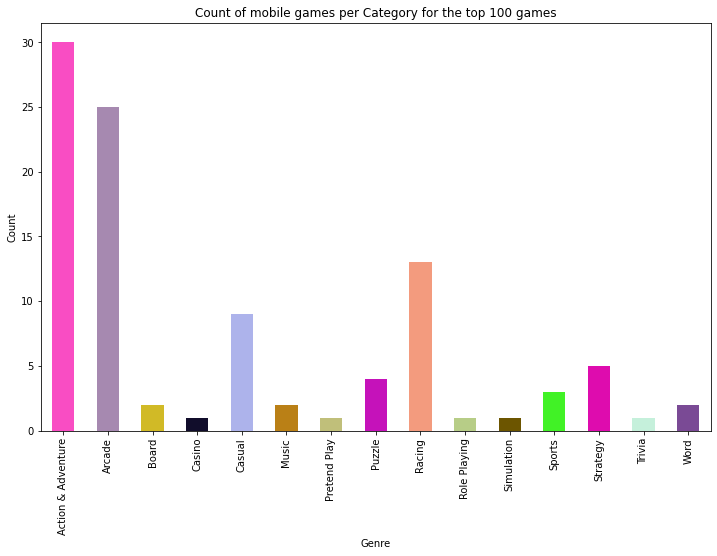 Count of mobile games per Category for the top 100 games
Count
30
25
20
15
10
5
0
Action & Adventure
Arcade
Board
Casino
Casual
Music
Pretend Play
Puzzle
Racing
Role Playing
Simulation
Sports
Strategy
Trivia
Word
Genre